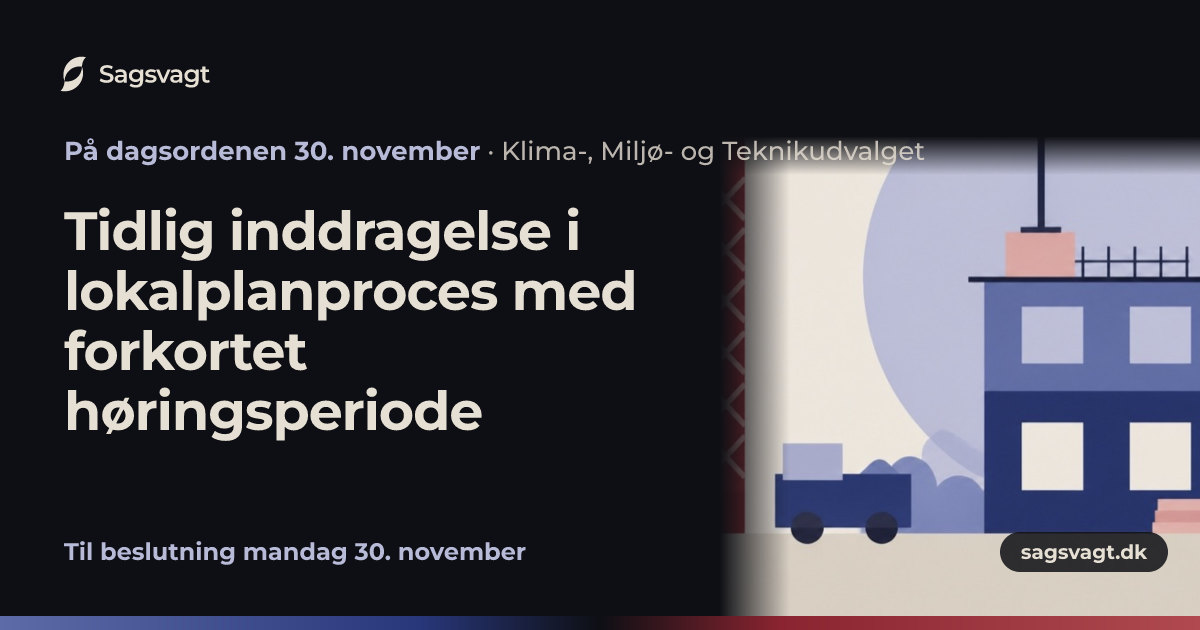 Sagsvagt
På dagsordenen 30. november · Klima-, Miljø- og Teknikudvalget
Tidlig inddragelse i
lokalplanproces med
forkortet
høringsperiode
Til beslutning mandag 30. november
sagsvagt.dk